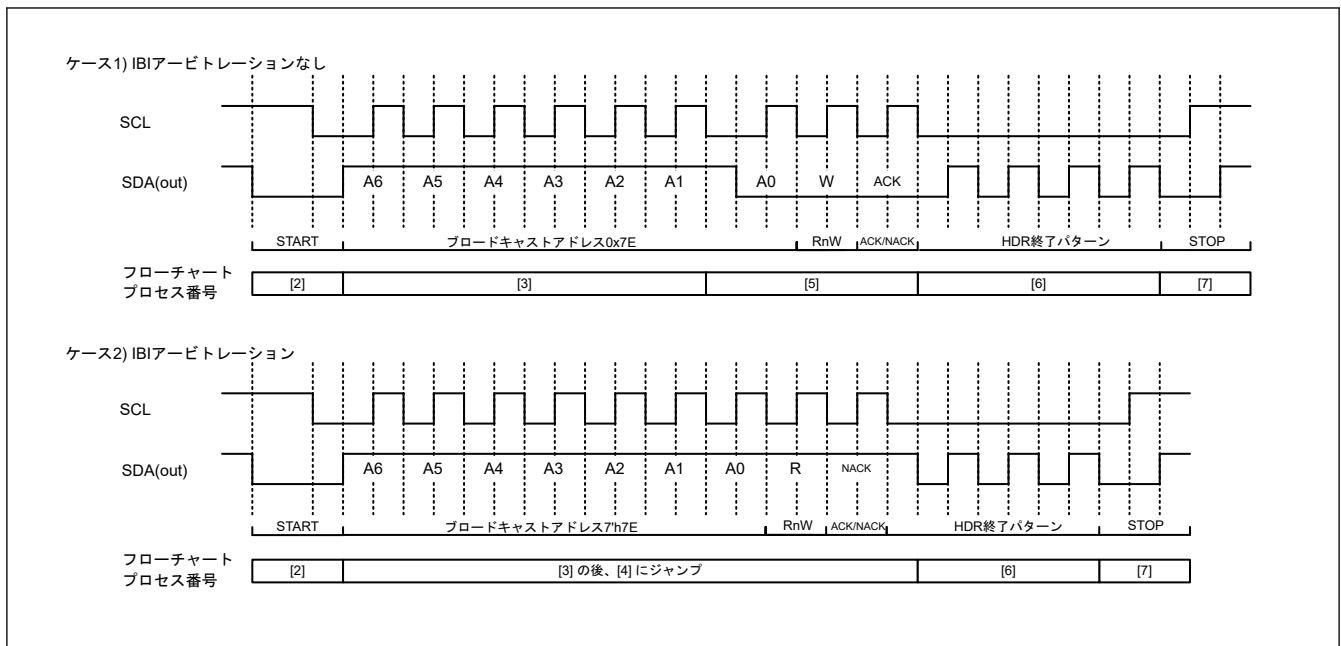 ケース1) IBIアービトレーションなし
SCL
SDA(out)
A6 A5 A4 A3 A2 A1 A0 W ACK
START ブロードキャストアドレス0x7E RnW ACK/NACK HDR終了パターン STOP
フローチャート
プロセス番号
[2] [3] [5] [6] [7]
ケース2) IBIアービトレーション
SCL
SDA(out)
A6 A5 A4 A3 A2 A1 A0 R NACK
START ブロードキャストアドレス7'h7E RnW ACK/NACK HDR終了パターン STOP
フローチャート
プロセス番号
[2] [3] の後、[4] にジャンプ [6] [7]